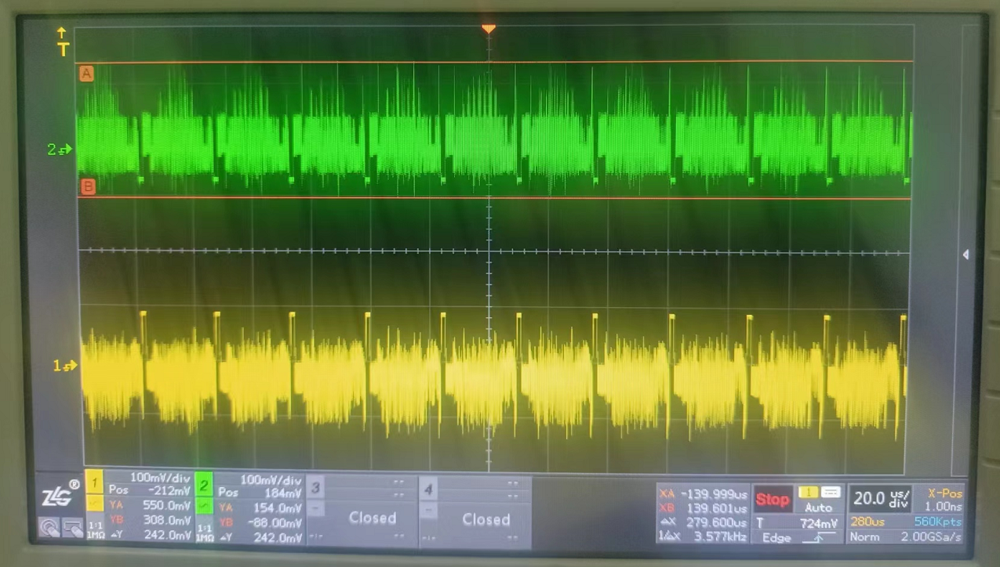 T
A
2
B
1
ZLG®
1 100mV/div
Pos -212mV
YA 550.0mV
YB 308.0mV
1:1 1MΩ ΔY 242.0mV
2 100mV/div
Pos 184mV
YA 154.0mV
YB -88.00mV
1:1 1MΩ ΔY 242.0mV
3 --
--
Closed
--
4 --
--
Closed
--
XA -139.999us
XB 139.601us
ΔX 279.600us
1/ΔX 3.577kHz
Stop 1
Auto
T 724mV
Edge
20.0 us/div X-Pos
1.00ns
280us 560Kpts
Norm 2.00GSa/s